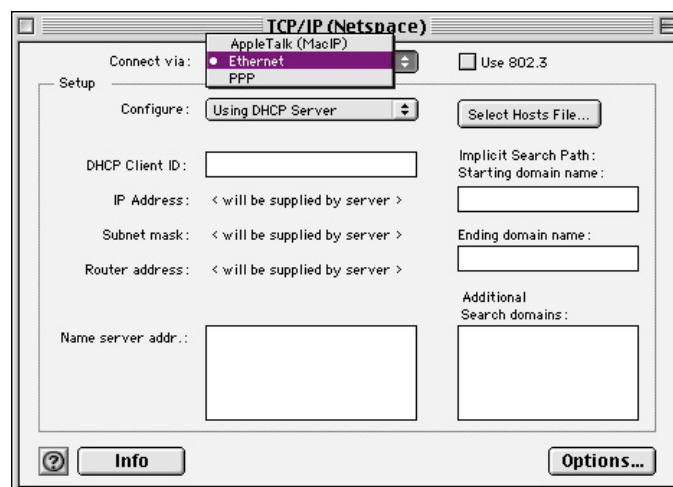 TCP/IP (Netspace)
Connect via:
AppleTalk (MacIP)
Ethernet
PPP
Use 802.3
Setup
Configure:
Using DHCP Server
Select Hosts File...
DHCP Client ID:
Implicit Search Path:
Starting domain name:
IP Address:
< will be supplied by server >
Subnet mask:
< will be supplied by server >
Ending domain name:
Router address:
< will be supplied by server >
Additional
Search domains:
Name server addr.:
?
Info
Options...